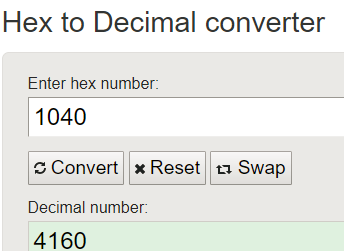 Hex to Decimal converter
Enter hex number:
1040
Convert Reset Swap
Decimal number:
4160